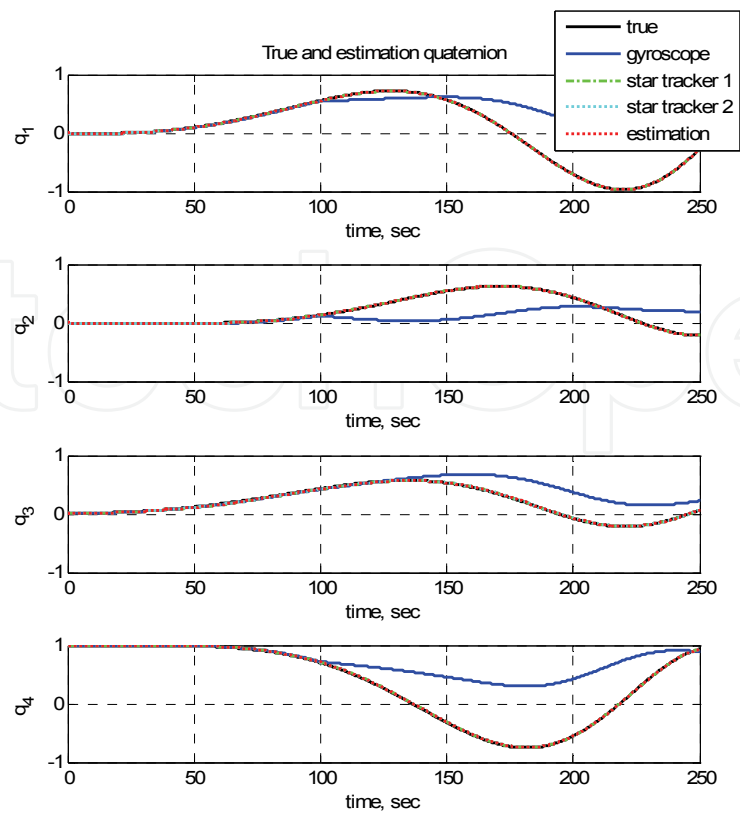 True and estimation quaternion
true
gyroscope
star tracker 1
star tracker 2
estimation
1
0
-1
q1
0 50 100 150 200 250
time, sec
1
0
-1
q2
0 50 100 150 200 250
time, sec
1
0
-1
q3
0 50 100 150 200 250
time, sec
1
0
-1
q4
0 50 100 150 200 250
time, sec